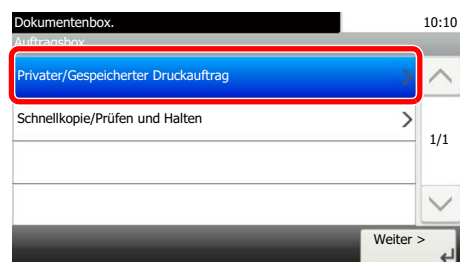 Dokumentenbox.
10:10
Auftragsbox
Privater/Gespeicherter Druckauftrag
Schnellkopie/Prüfen und Halten
1/1
Weiter >